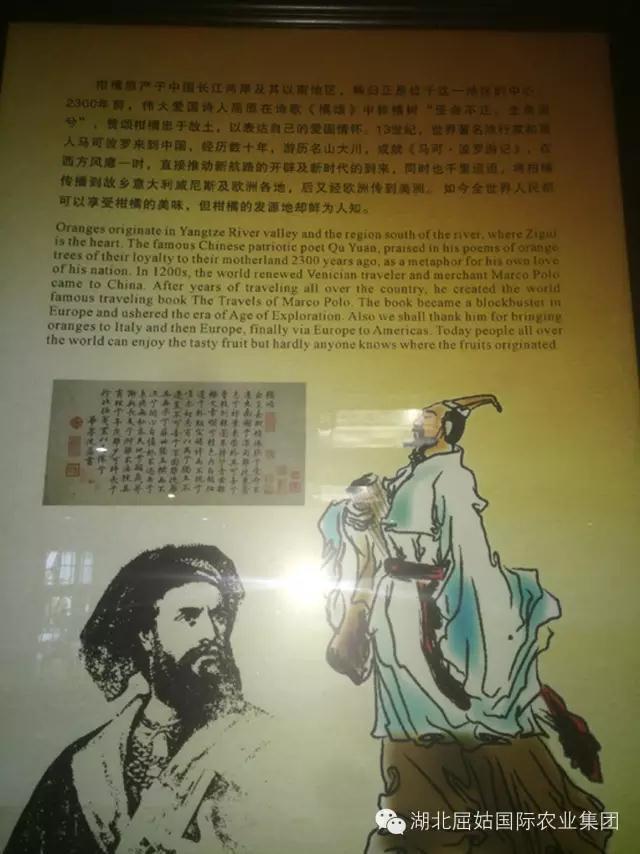 柑橘原产于中国长江两岸及其以南地区，秭归正是位于这一地区的中心。
2300年前，伟大爱国诗人屈原在诗歌《橘颂》中称橘树“受命不迁，生南国
兮”，赞颂柑橘忠于故土，以表达自己的爱国情怀。13世纪，世界著名旅行家和商
人马可波罗来到中国，经历数十年，游历名山大川，成就《马可·波罗游记》，在
西方风靡一时，直接推动新航路的开辟及新时代的到来，同时也千里迢迢，将柑橘
传播到故乡意大利威尼斯及欧洲各地，后又经欧洲传到美洲。如今全世界人民都
可以享受柑橘的美味，但柑橘的发源地却鲜为人知。
Oranges originate in Yangtze River valley and the region south of the river, where Zigui
is the heart. The famous Chinese patriotic poet Qu Yuan, praised in his poems of orange
trees of their loyalty to their motherland 2300 years ago, as a metaphor for his own love
of his nation. In 1200s, the world renewed Venician traveler and merchant Marco Polo
came to China. After years of traveling all over the country, he created the world
famous traveling book The Travels of Marco Polo. The book became a blockbuster in
Europe and ushered the era of Age of Exploration. Also we shall thank him for bringing
oranges to Italy and then Europe, finally via Europe to Americas. Today people all over
the world can enjoy the tasty fruit but hardly anyone knows where the fruits originated
湖北屈姑国际农业集团